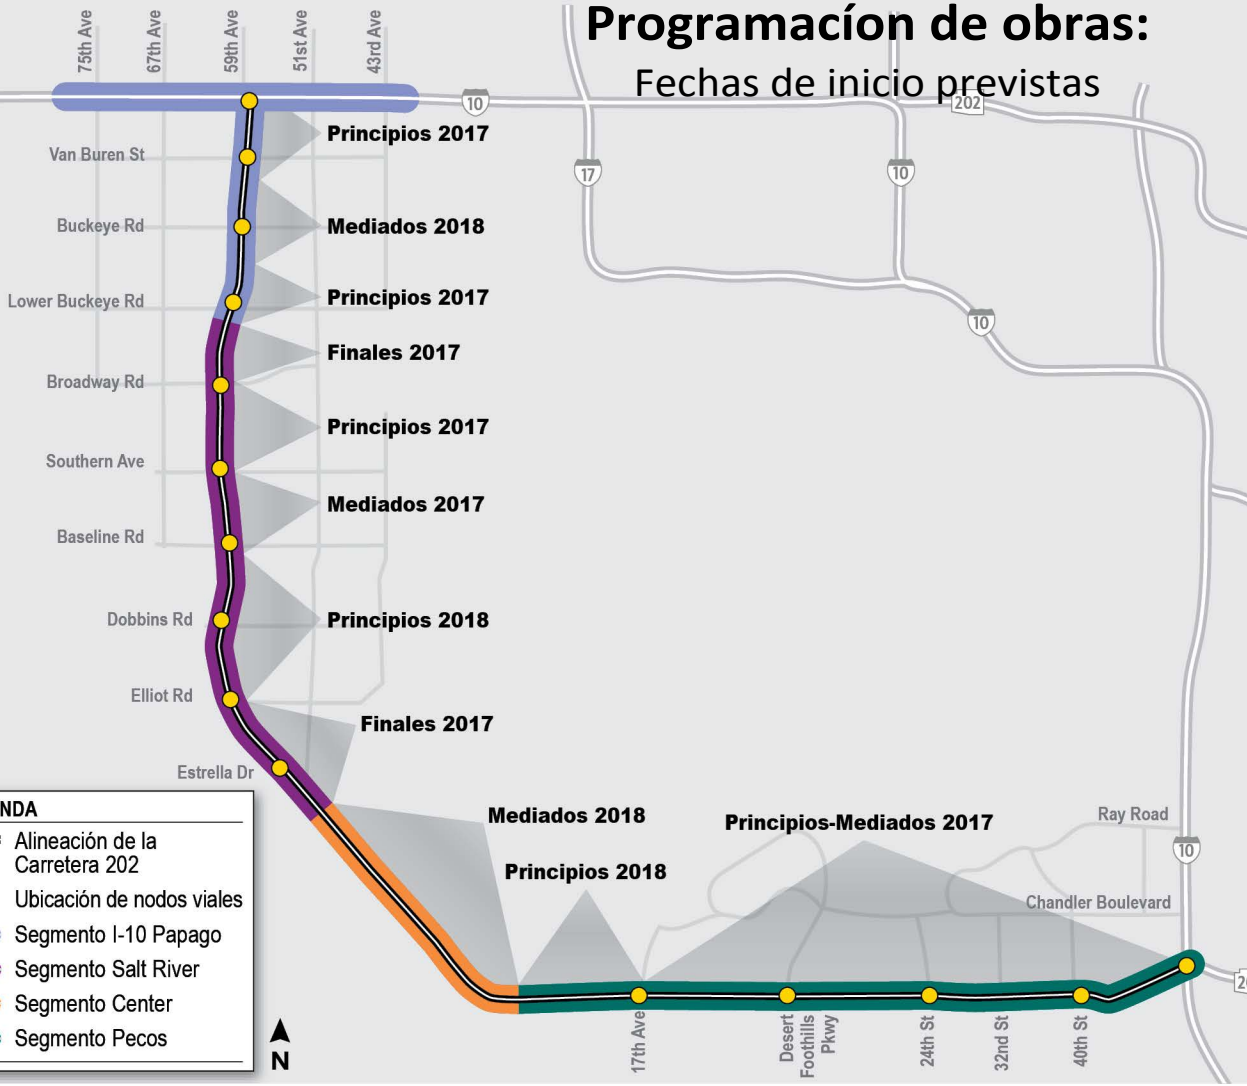 Programacíon de obras:
Fechas de inicio previstas
75th Ave
67th Ave
59th Ave
51st Ave
43rd Ave
10
202
17
10
10
Van Buren St
Buckeye Rd
Lower Buckeye Rd
Broadway Rd
Southern Ave
Baseline Rd
Dobbins Rd
Elliot Rd
Estrella Dr
Principios 2017
Mediados 2018
Principios 2017
Finales 2017
Principios 2017
Mediados 2017
Principios 2018
Finales 2017
Mediados 2018
Principios 2018
Principios-Mediados 2017
Ray Road
10
Chandler Boulevard
17th Ave
Desert
Foothills
Pkwy
24th St
32nd St
40th St
NDA
Alineación de la
Carretera 202
Ubicación de nodos viales
Segmento I-10 Papago
Segmento Salt River
Segmento Center
Segmento Pecos
N